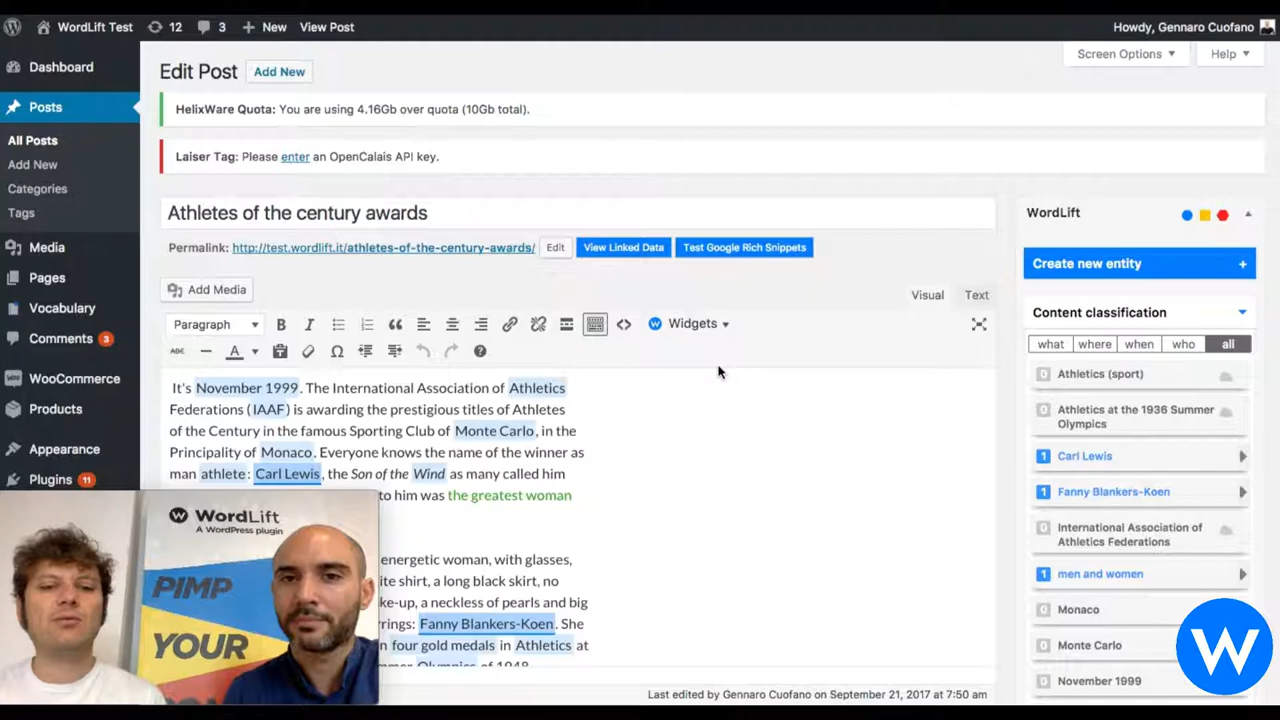 WordLift Test
12
3
New
View Post
Howdy, Gennaro Cuofano
Screen Options
Help
Dashboard
Posts
All Posts
Add New
Categories
Tags
Media
Pages
Vocabulary
Comments 3
WooCommerce
Products
Appearance
Plugins 11
Edit Post
Add New
HelixWare Quota: You are using 4.16Gb over quota (10Gb total).
Laiser Tag: Please enter an OpenCalais API key.
Athletes of the century awards
Permalink: http://test.wordlift.it/athletes-of-the-century-awards/
Edit
View Linked Data
Test Google Rich Snippets
Add Media
Visual
Text
Paragraph
B
I
Widgets
ABC
A
It's November 1999. The International Association of Athletics
Federations (IAAF) is awarding the prestigious titles of Athletes
of the Century in the famous Sporting Club of Monte Carlo, in the
Principality of Monaco. Everyone knows the name of the winner as
man athlete: Carl Lewis, the Son of the Wind as many called him
to him was the greatest woman
energetic woman, with glasses,
ite shirt, a long black skirt, no
ke-up, a neckless of pearls and big
rrings: Fanny Blankers-Koen. She
n four gold medals in Athletics at
mmer Olympics of 1948
Last edited by Gennaro Cuofano on September 21, 2017 at 7:50 am
WordLift
Create new entity
+
Content classification
what
where
when
who
all
0 Athletics (sport)
0 Athletics at the 1936 Summer
Olympics
1 Carl Lewis
1 Fanny Blankers-Koen
0 International Association of
Athletics Federations
1 men and women
0 Monaco
0 Monte Carlo
0 November 1999
WordLift
A WordPress plugin
PIMP
YOUR
W